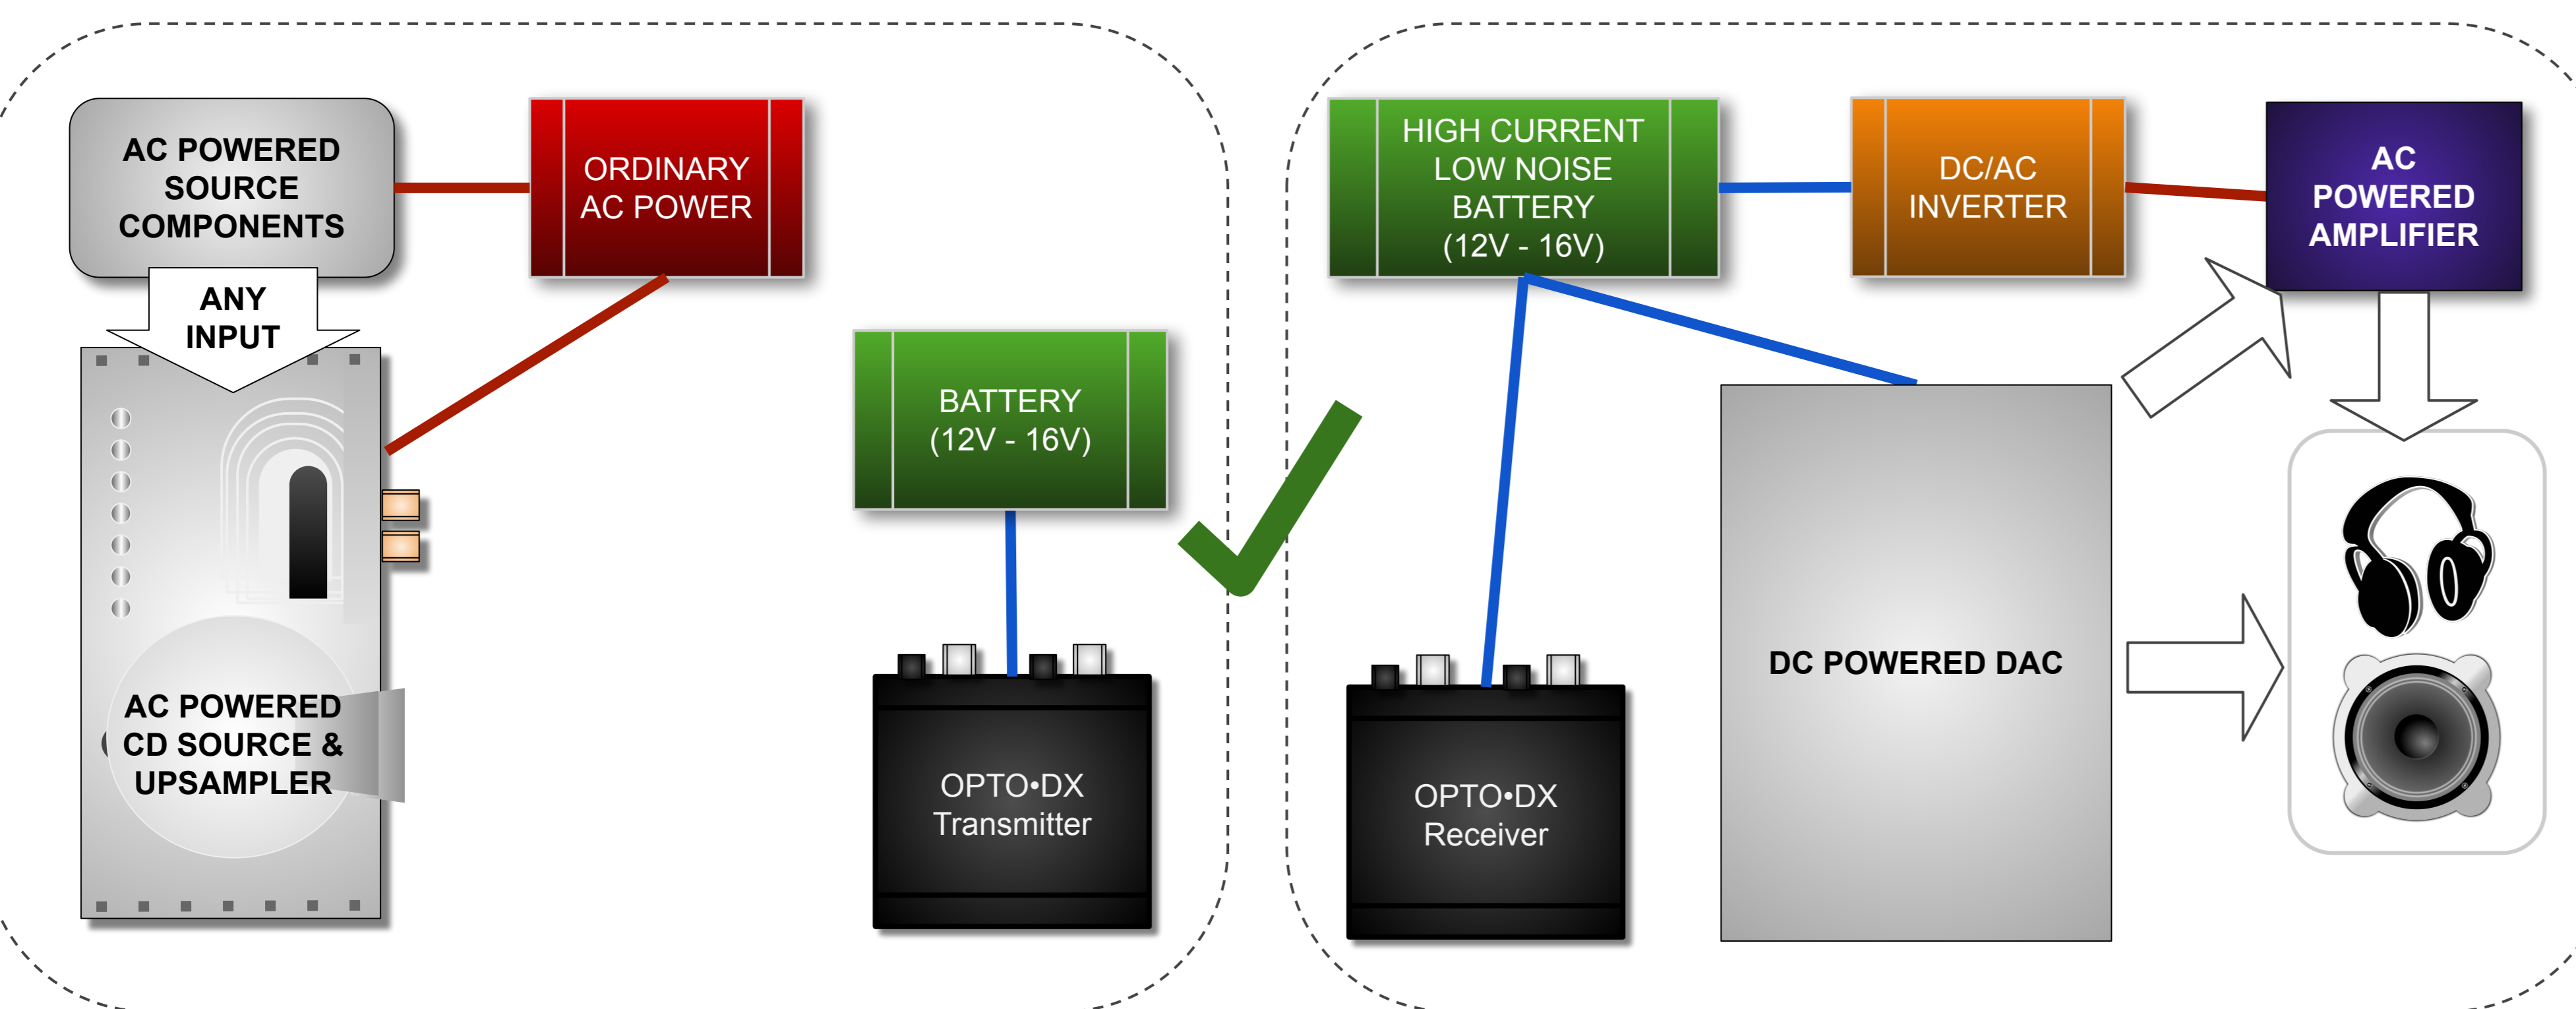 AC POWERED
SOURCE
COMPONENTS
ORDINARY
AC POWER
ANY
INPUT
BATTERY
(12V - 16V)
AC POWERED
CD SOURCE &
UPSAMPLER
OPTO•DX
Transmitter
HIGH CURRENT
LOW NOISE
BATTERY
(12V - 16V)
DC/AC
INVERTER
AC
POWERED
AMPLIFIER
DC POWERED DAC
OPTO•DX
Receiver